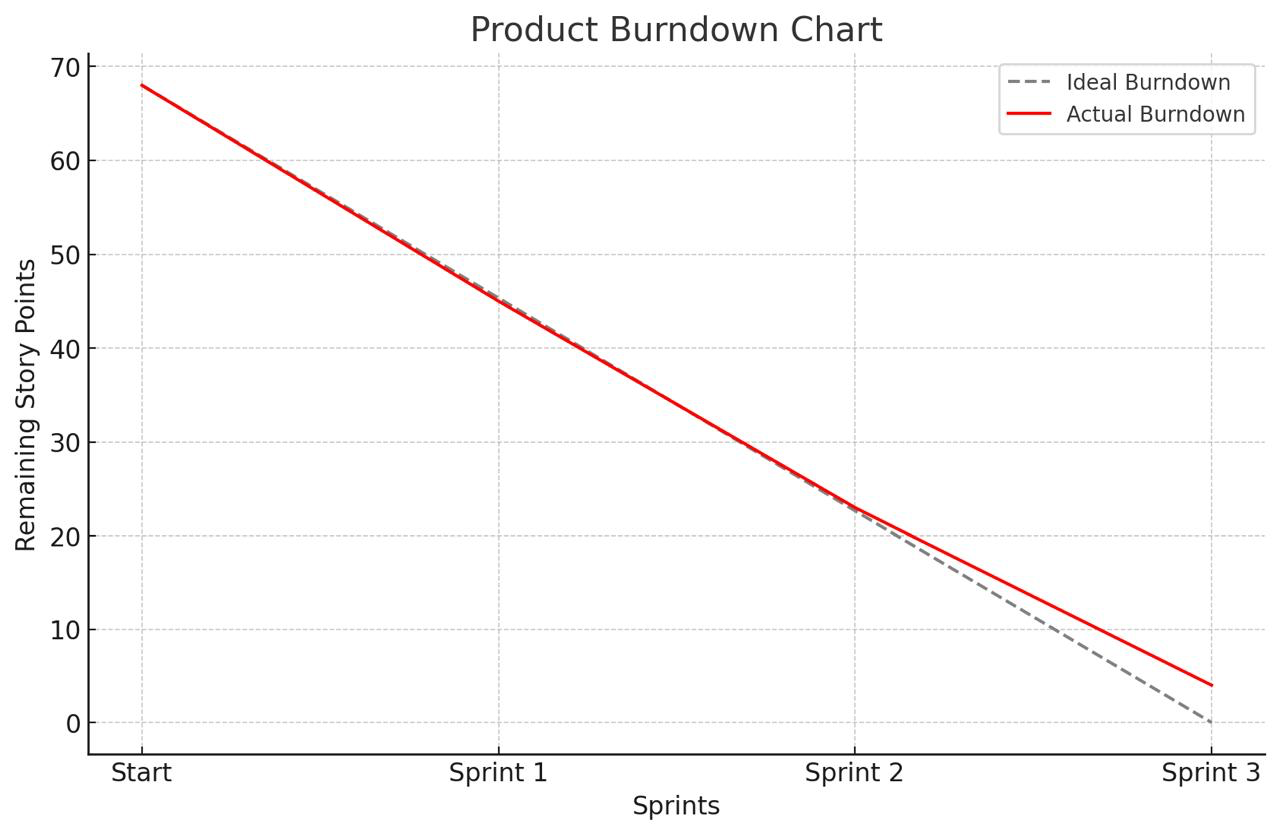 Product Burndown Chart
Ideal Burndown
Actual Burndown
Remaining Story Points
70
60
50
40
30
20
10
0
Start
Sprint 1
Sprint 2
Sprint 3
Sprints